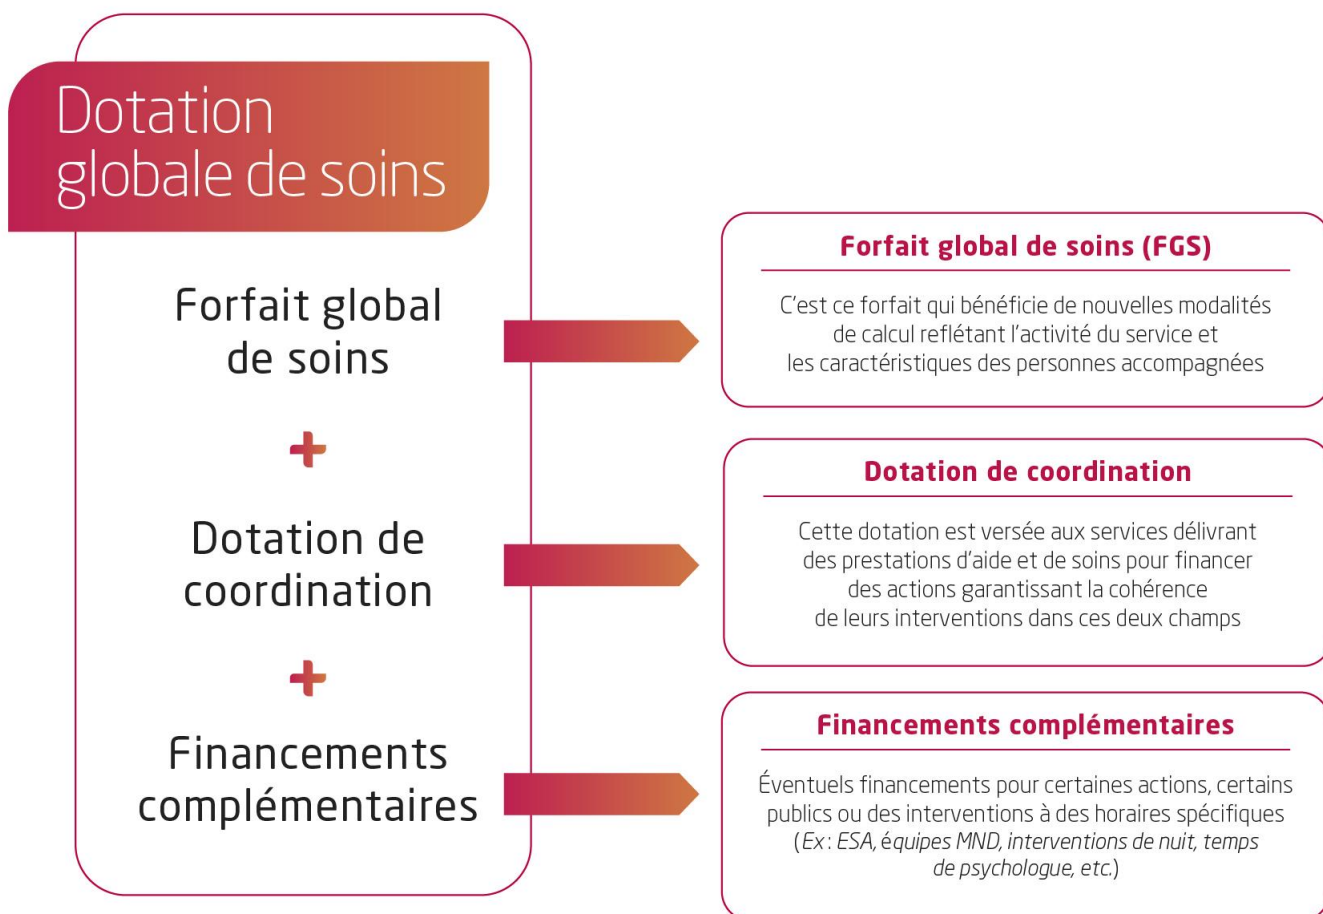 Dotation
globale de soins
Forfait global
de soins
+
Dotation de
coordination
+
Financements
complémentaires
Forfait global de soins (FGS)
C'est ce forfait qui bénéficie de nouvelles modalités
de calcul reflétant l'activité du service et
les caractéristiques des personnes accompagnées
Dotation de coordination
Cette dotation est versée aux services délivrant
des prestations d'aide et de soins pour financer
des actions garantissant la cohérence
de leurs interventions dans ces deux champs
Financements complémentaires
Éventuels financements pour certaines actions, certains
publics ou des interventions à des horaires spécifiques
(Ex : ESA, équipes MND, interventions de nuit, temps
de psychologue, etc.)